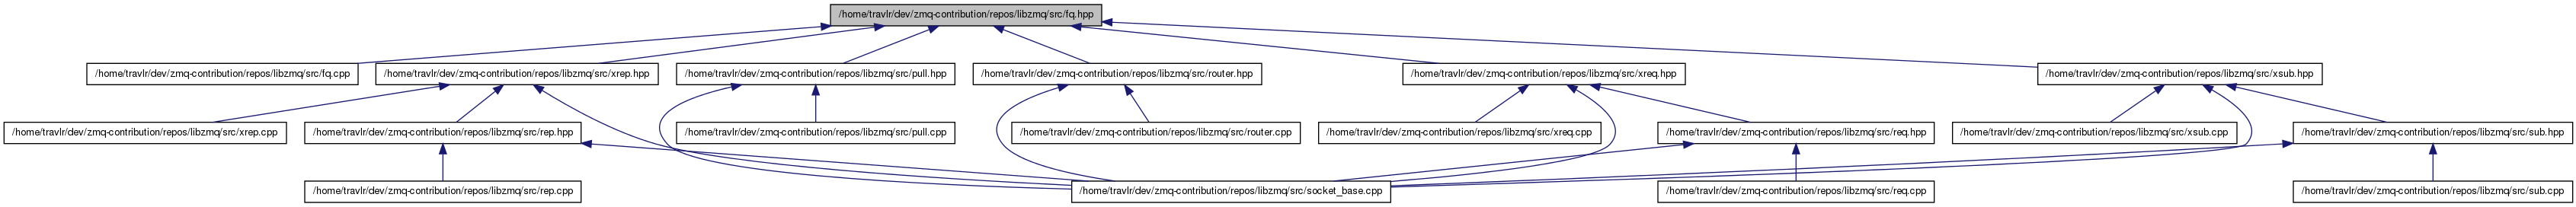 /home/travlr/dev/zmq-contribution/repos/libzmq/src/fq.hpp
/home/travlr/dev/zmq-contribution/repos/libzmq/src/fq.cpp
/home/travlr/dev/zmq-contribution/repos/libzmq/src/xrep.hpp
/home/travlr/dev/zmq-contribution/repos/libzmq/src/pull.hpp
/home/travlr/dev/zmq-contribution/repos/libzmq/src/router.hpp
/home/travlr/dev/zmq-contribution/repos/libzmq/src/xreq.hpp
/home/travlr/dev/zmq-contribution/repos/libzmq/src/xsub.hpp
/home/travlr/dev/zmq-contribution/repos/libzmq/src/xrep.cpp
/home/travlr/dev/zmq-contribution/repos/libzmq/src/rep.hpp
/home/travlr/dev/zmq-contribution/repos/libzmq/src/pull.cpp
/home/travlr/dev/zmq-contribution/repos/libzmq/src/router.cpp
/home/travlr/dev/zmq-contribution/repos/libzmq/src/xreq.cpp
/home/travlr/dev/zmq-contribution/repos/libzmq/src/req.hpp
/home/travlr/dev/zmq-contribution/repos/libzmq/src/xsub.cpp
/home/travlr/dev/zmq-contribution/repos/libzmq/src/sub.hpp
/home/travlr/dev/zmq-contribution/repos/libzmq/src/rep.cpp
/home/travlr/dev/zmq-contribution/repos/libzmq/src/socket_base.cpp
/home/travlr/dev/zmq-contribution/repos/libzmq/src/req.cpp
/home/travlr/dev/zmq-contribution/repos/libzmq/src/sub.cpp